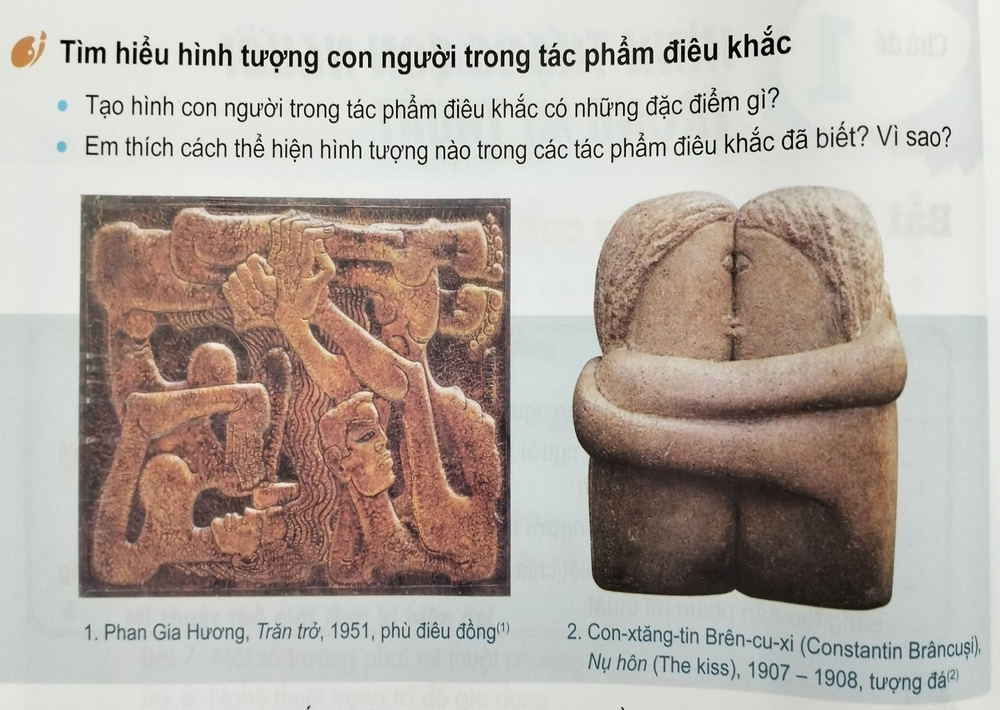 Tìm hiểu hình tượng con người trong tác phẩm điêu khắc
• Tạo hình con người trong tác phẩm điêu khắc có những đặc điểm gì?
• Em thích cách thể hiện hình tượng nào trong các tác phẩm điêu khắc đã biết? Vì sao?
1. Phan Gia Hương, Trăn trở, 1951, phù điêu đồng(1)
2. Con-xtăng-tin Brên-cu-xi (Constantin Brâncuși),
Nụ hôn (The kiss), 1907 – 1908, tượng đá(2)